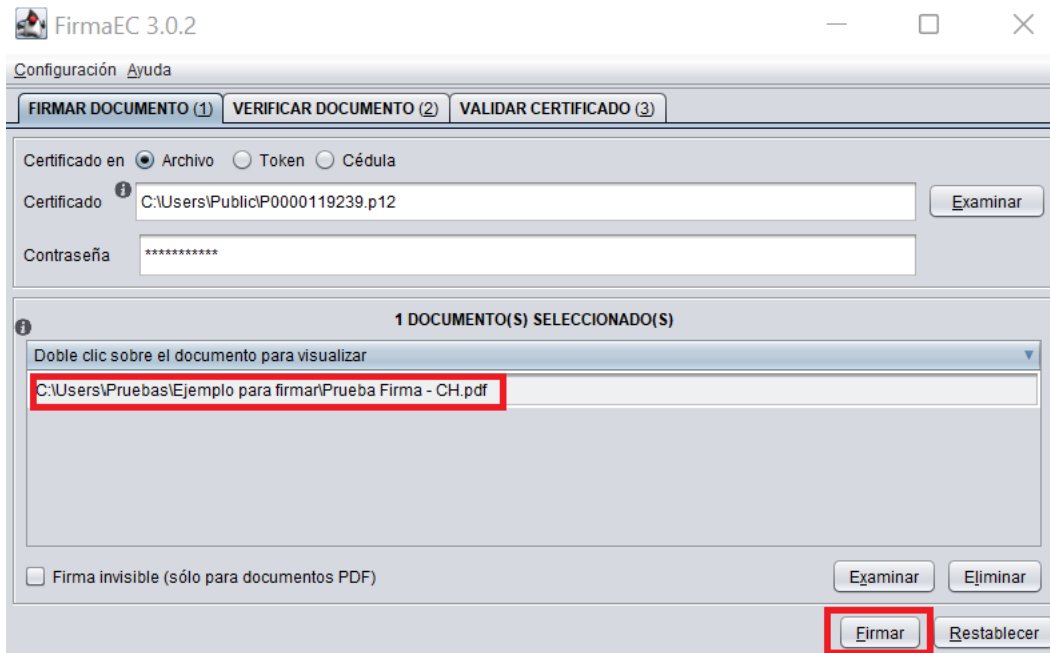 FirmaEC 3.0.2
Configuración Ayuda
FIRMAR DOCUMENTO (1) VERIFICAR DOCUMENTO (2) VALIDAR CERTIFICADO (3)
Certificado en Archivo Token Cédula
Certificado C:\Users\Public\P0000119239.p12 Examinar
Contraseña ***********
1 DOCUMENTO(S) SELECCIONADO(S)
Doble clic sobre el documento para visualizar
C:\Users\Pruebas\Ejemplo para firmar\Prueba Firma - CH.pdf
Firma invisible (sólo para documentos PDF) Examinar Eliminar
Firmar Restablecer